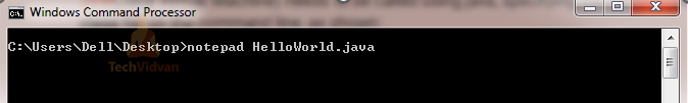 Windows Command Processor
C:\Users\Dell\Desktop>notepad HelloWorld.java
TechVidvan